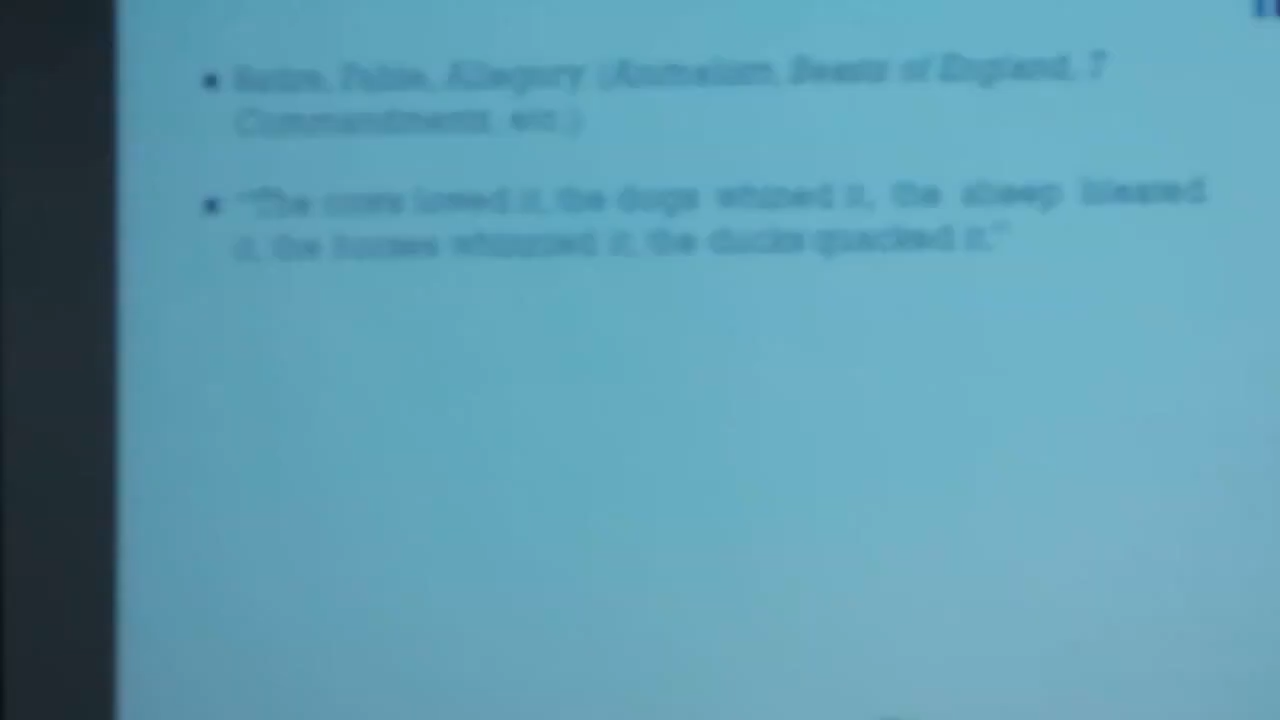 Satire, Fable, Allegory (Animalism, Beasts of England, 7
Commandments, etc.)
"The cows lowed it, the dogs whined it, the sheep bleated
it, the horses whinnied it, the ducks quacked it."